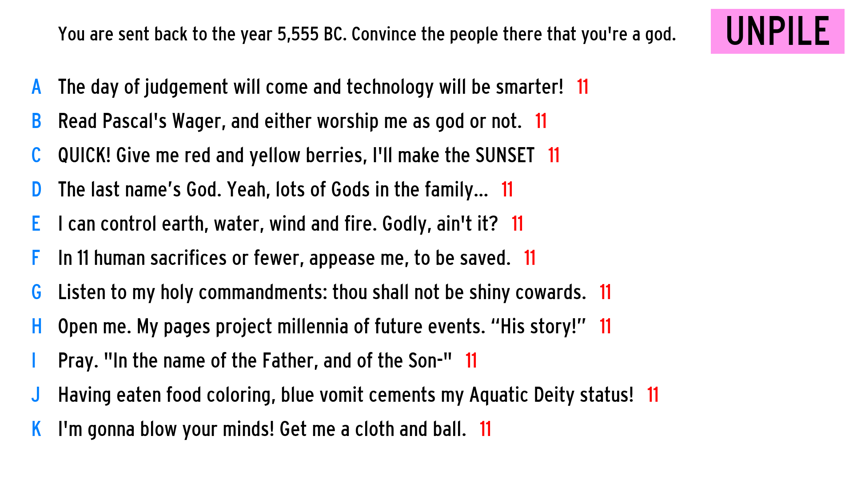 You are sent back to the year 5,555 BC. Convince the people there that you're a god.
UNPILE
A The day of judgement will come and technology will be smarter! 11
B Read Pascal's Wager, and either worship me as god or not. 11
C QUICK! Give me red and yellow berries, I'll make the SUNSET 11
D The last name’s God. Yeah, lots of Gods in the family... 11
E I can control earth, water, wind and fire. Godly, ain't it? 11
F In 11 human sacrifices or fewer, appease me, to be saved. 11
G Listen to my holy commandments: thou shall not be shiny cowards. 11
H Open me. My pages project millennia of future events. “His story!” 11
I Pray. "In the name of the Father, and of the Son-" 11
J Having eaten food coloring, blue vomit cements my Aquatic Deity status! 11
K I'm gonna blow your minds! Get me a cloth and ball. 11